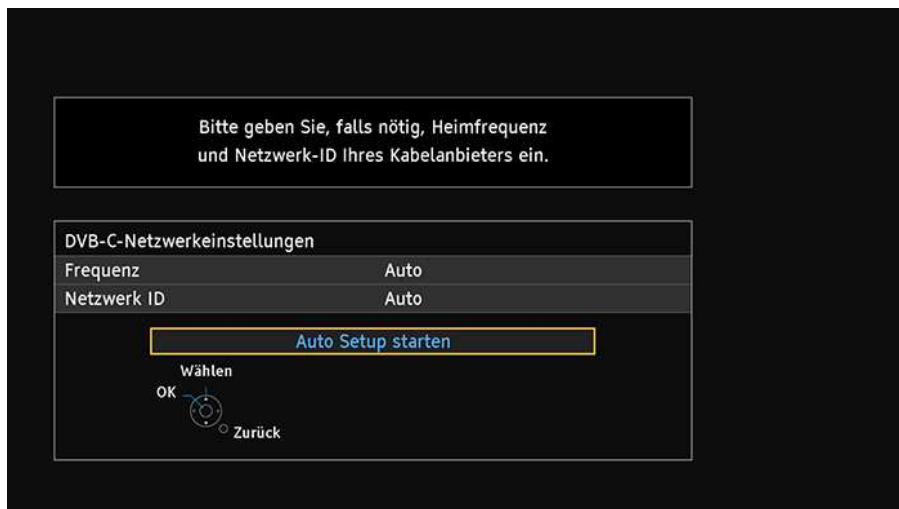 Bitte geben Sie, falls nötig, Heimfrequenz
und Netzwerk-ID Ihres Kabelanbieters ein.
DVB-C-Netzwerkeinstellungen
Frequenz Auto
Netzwerk ID Auto
Auto Setup starten
Wählen
OK
Zurück